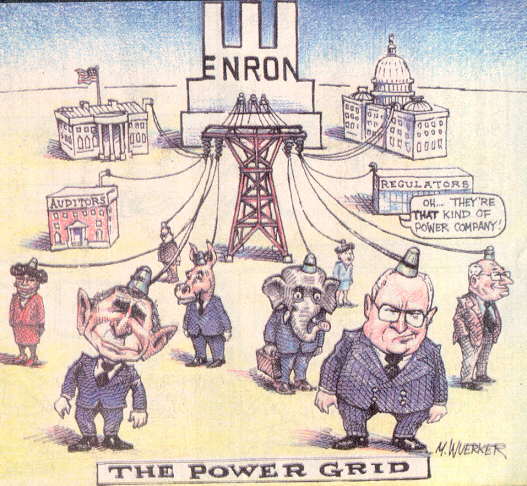 ENRON
AUDITORS
REGULATORS
OH... THEY'RE
THAT KIND OF
POWER COMPANY!
M. WUERKER
THE POWER GRID